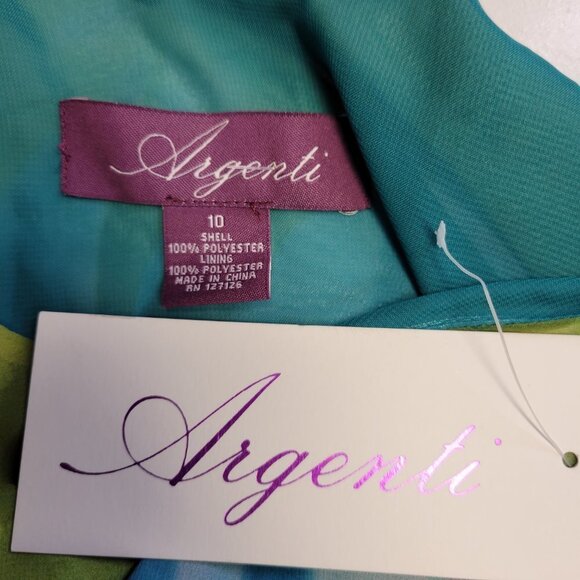 Argenti
10
SHELL
100% POLYESTER
LINING
100% POLYESTER
MADE IN CHINA
RN 127126
Argenti